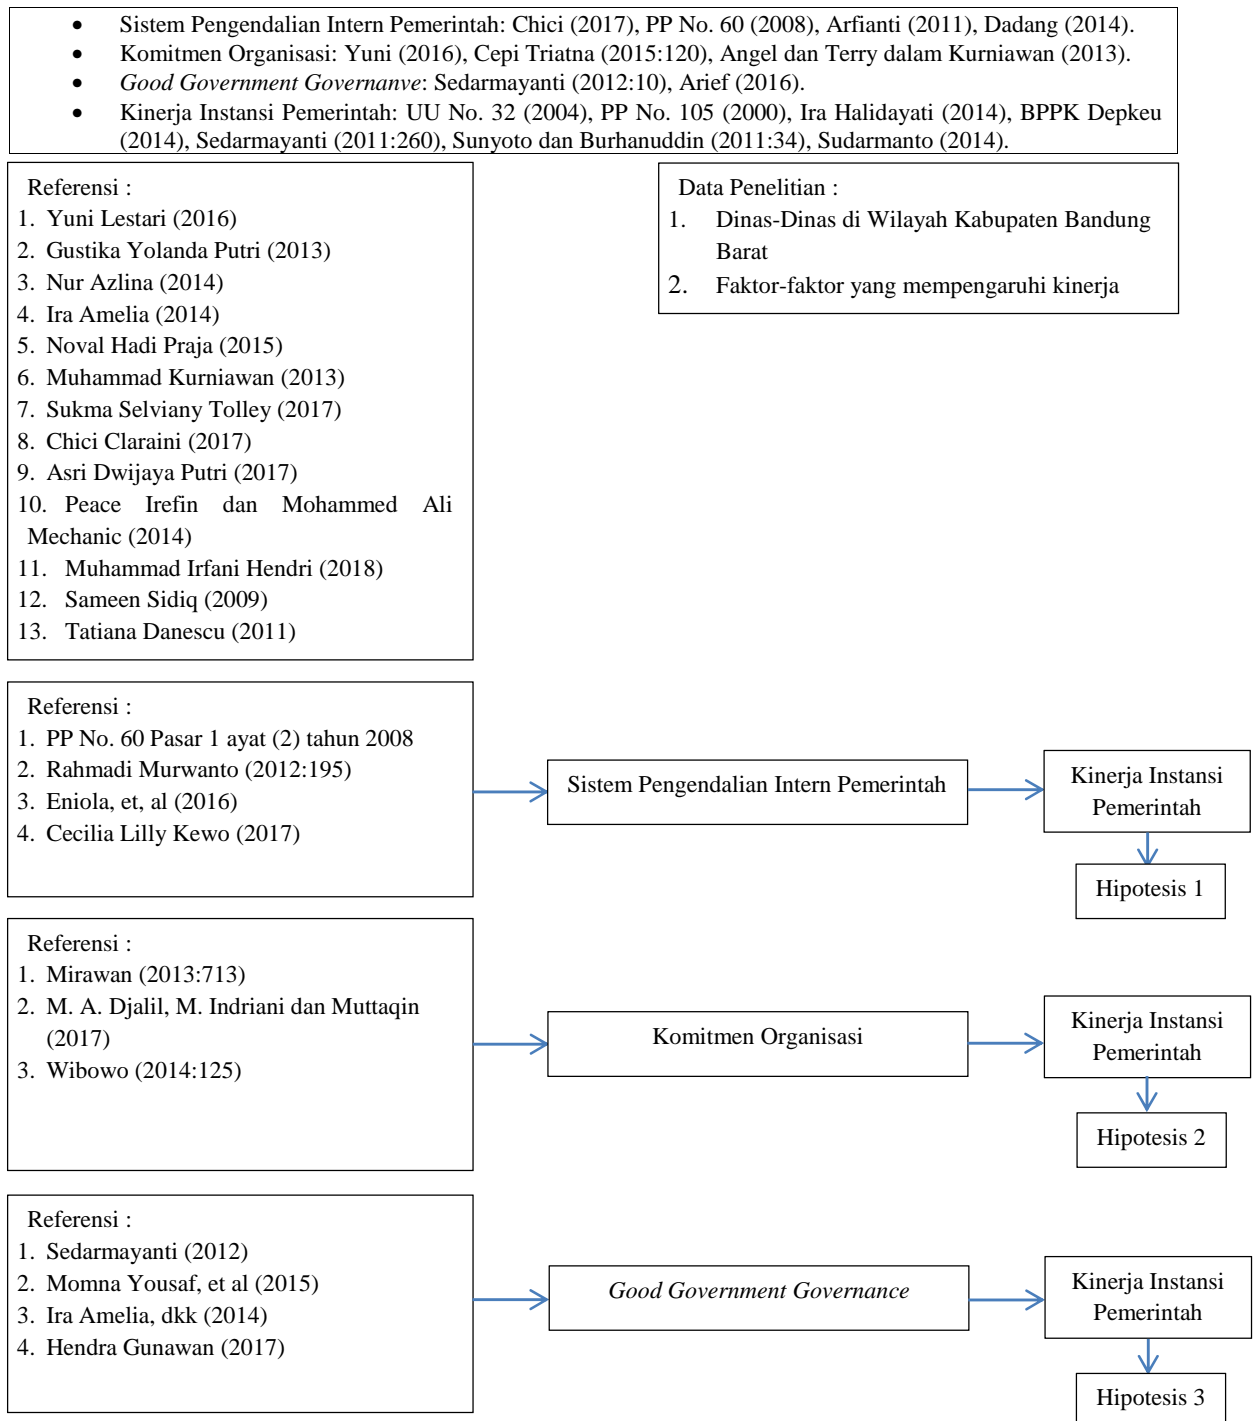 • Sistem Pengendalian Intern Pemerintah: Chici (2017), PP No. 60 (2008), Arfianti (2011), Dadang (2014).
• Komitmen Organisasi: Yuni (2016), Cepi Triatna (2015:120), Angel dan Terry dalam Kurniawan (2013).
• Good Government Governanve: Sedarmayanti (2012:10), Arief (2016).
• Kinerja Instansi Pemerintah: UU No. 32 (2004), PP No. 105 (2000), Ira Halidayati (2014), BPPK Depkeu
(2014), Sedarmayanti (2011:260), Sunyoto dan Burhanuddin (2011:34), Sudarmanto (2014).
Referensi :
1. Yuni Lestari (2016)
2. Gustika Yolanda Putri (2013)
3. Nur Azlina (2014)
4. Ira Amelia (2014)
5. Noval Hadi Praja (2015)
6. Muhammad Kurniawan (2013)
7. Sukma Selviany Tolley (2017)
8. Chici Claraini (2017)
9. Asri Dwijaya Putri (2017)
10. Peace Irefin dan Mohammed Ali
Mechanic (2014)
11. Muhammad Irfani Hendri (2018)
12. Sameen Sidiq (2009)
13. Tatiana Danescu (2011)
Data Penelitian :
1. Dinas-Dinas di Wilayah Kabupaten Bandung
Barat
2. Faktor-faktor yang mempengaruhi kinerja
Referensi :
1. PP No. 60 Pasar 1 ayat (2) tahun 2008
2. Rahmadi Murwanto (2012:195)
3. Eniola, et, al (2016)
4. Cecilia Lilly Kewo (2017)
Sistem Pengendalian Intern Pemerintah
Kinerja Instansi
Pemerintah
Hipotesis 1
Referensi :
1. Mirawan (2013:713)
2. M. A. Djalil, M. Indriani dan Muttaqin
(2017)
3. Wibowo (2014:125)
Komitmen Organisasi
Kinerja Instansi
Pemerintah
Hipotesis 2
Referensi :
1. Sedarmayanti (2012)
2. Momna Yousaf, et al (2015)
3. Ira Amelia, dkk (2014)
4. Hendra Gunawan (2017)
Good Government Governance
Kinerja Instansi
Pemerintah
Hipotesis 3